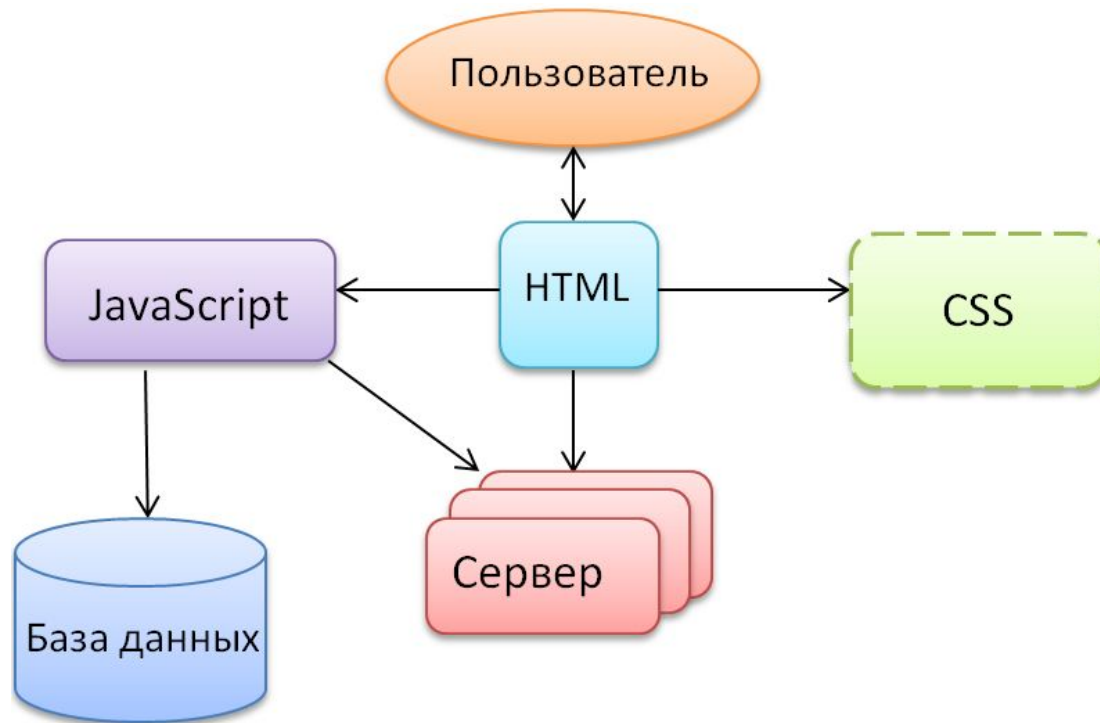 Пользователь
JavaScript
HTML
CSS
Сервер
База данных